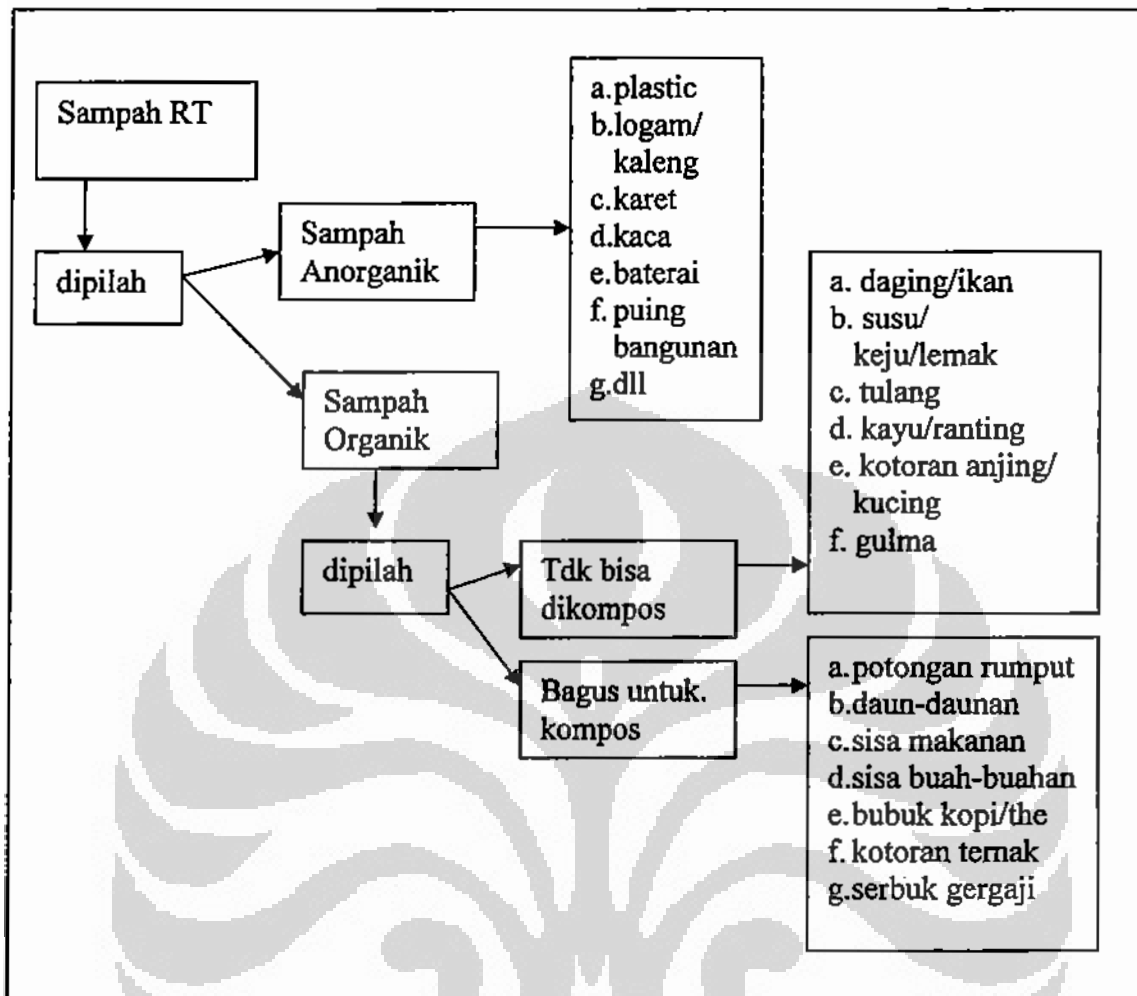 Sampah RT
dipilah
Sampah
Anorganik
a.plastic
b.logam/
kaleng
c.karet
d.kaca
e.baterai
f. puing
bangunan
g.dll
Sampah
Organik
dipilah
Tdk bisa
dikompos
a. daging/ikan
b. susu/
keju/lemak
c. tulang
d. kayu/ranting
e. kotoran anjing/
kucing
f. gulma
Bagus untuk.
kompos
a.potongan rumput
b.daun-daunan
c.sisa makanan
d.sisa buah-buahan
e.bubuk kopi/the
f. kotoran ternak
g.serbuk gergaji